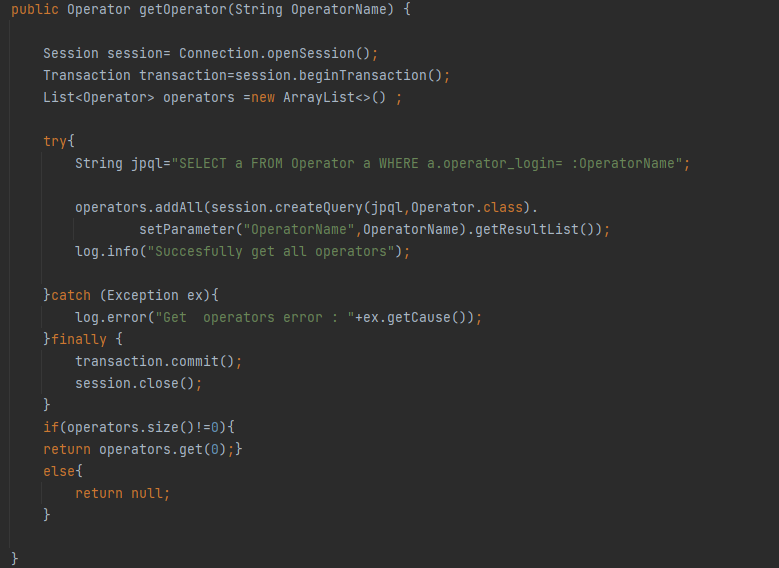 public Operator getOperator(String OperatorName) {
Session session= Connection.openSession();
Transaction transaction=session.beginTransaction();
List<Operator> operators =new ArrayList<>() ;
try{
String jpql="SELECT a FROM Operator a WHERE a.operator_login= :OperatorName";
operators.addAll(session.createQuery(jpql,Operator.class).
setParameter("OperatorName",OperatorName).getResultList());
log.info("Succesfully get all operators");
}catch (Exception ex){
log.error("Get  operators error : "+ex.getCause());
}finally {
transaction.commit();
session.close();
}
if(operators.size()!=0){
return operators.get(0);}
else{
return null;
}
}